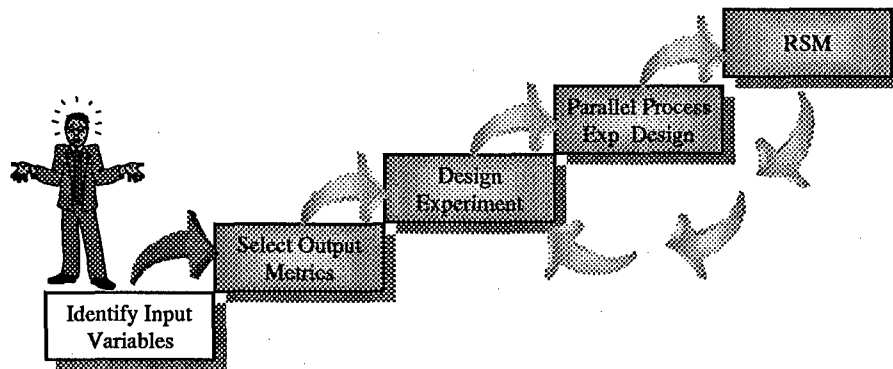 RSM
Parallel Process
Exp Design
Design
Experiment
Select Output
Metrics
Identify Input
Variables